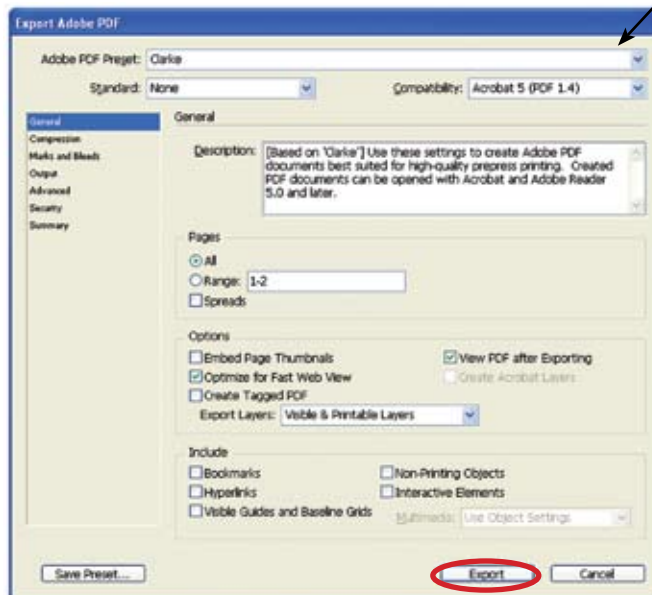 Export Adobe PDF
Adobe PDF Preset: Clarke
Standard: None Compatibility: Acrobat 5 (PDF 1.4)
General
Compression
Marks and Bleeds
Output
Advanced
Security
Summary
General
Description: [Based on 'Clarke'] Use these settings to create Adobe PDF
documents best suited for high-quality prepress printing. Created
PDF documents can be opened with Acrobat and Adobe Reader
5.0 and later.
Pages
All
Range: 1-2
Spreads
Options
Embed Page Thumbnails View PDF after Exporting
Optimize for Fast Web View Create Acrobat Layers
Create Tagged PDF
Export Layers: Visible & Printable Layers
Include
Bookmarks Non-Printing Objects
Hyperlinks Interactive Elements
Visible Guides and Baseline Grids Multimedia: Use Object Settings
Save Preset... Export Cancel